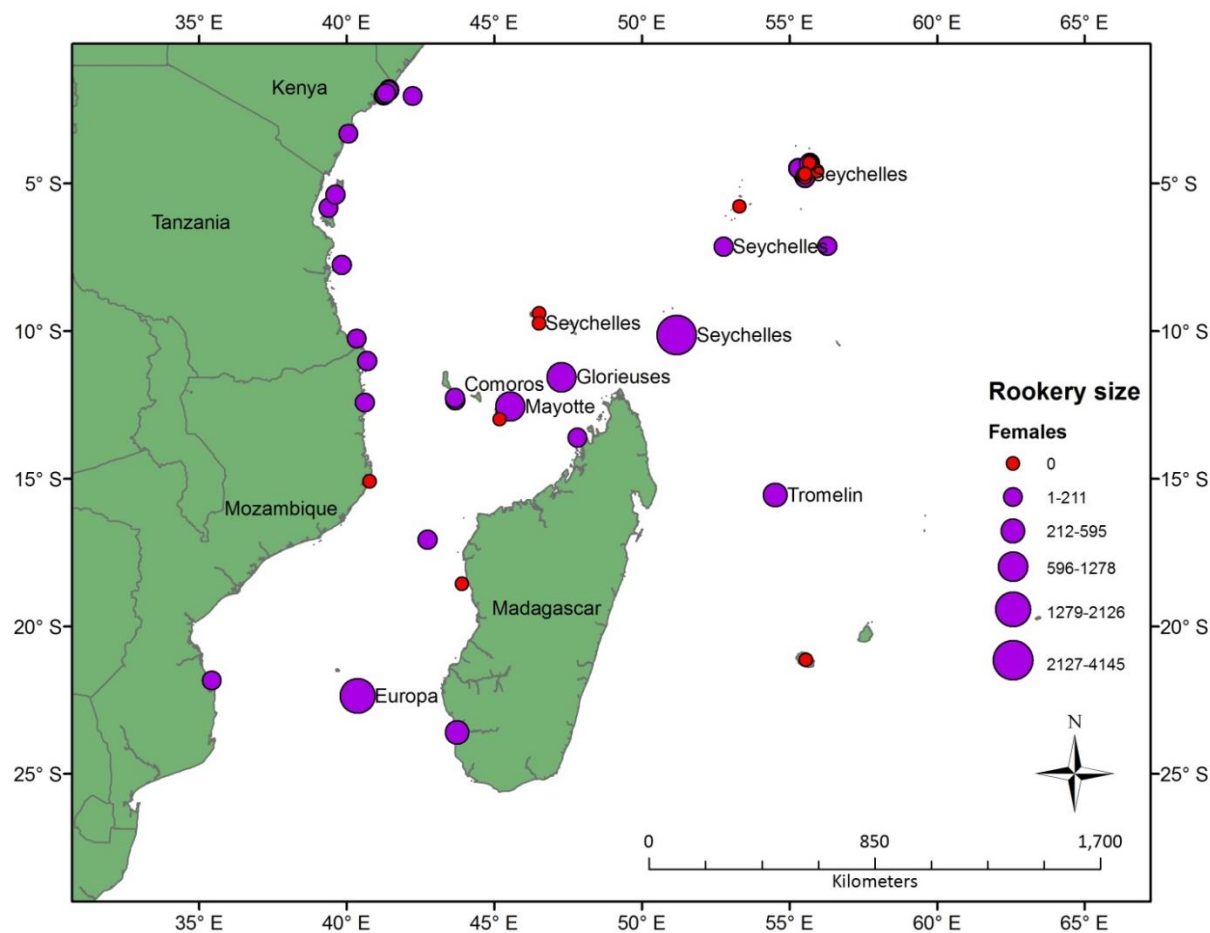 35° E 40° E 45° E 50° E 55° E 60° E 65° E
Kenya
Seychelles
5° S 5° S
Tanzania
Seychelles
Seychelles
10° S 10° S
Seychelles
Glorieuses
Comoros
Mayotte
Rookery size
Females
0
15° S 15° S
Tromelin
1-211
Mozambique
212-595
596-1278
Madagascar
1279-2126
20° S 20° S
2127-4145
Europa
N
25° S 25° S
0 850 1,700
Kilometers
35° E 40° E 45° E 50° E 55° E 60° E 65° E